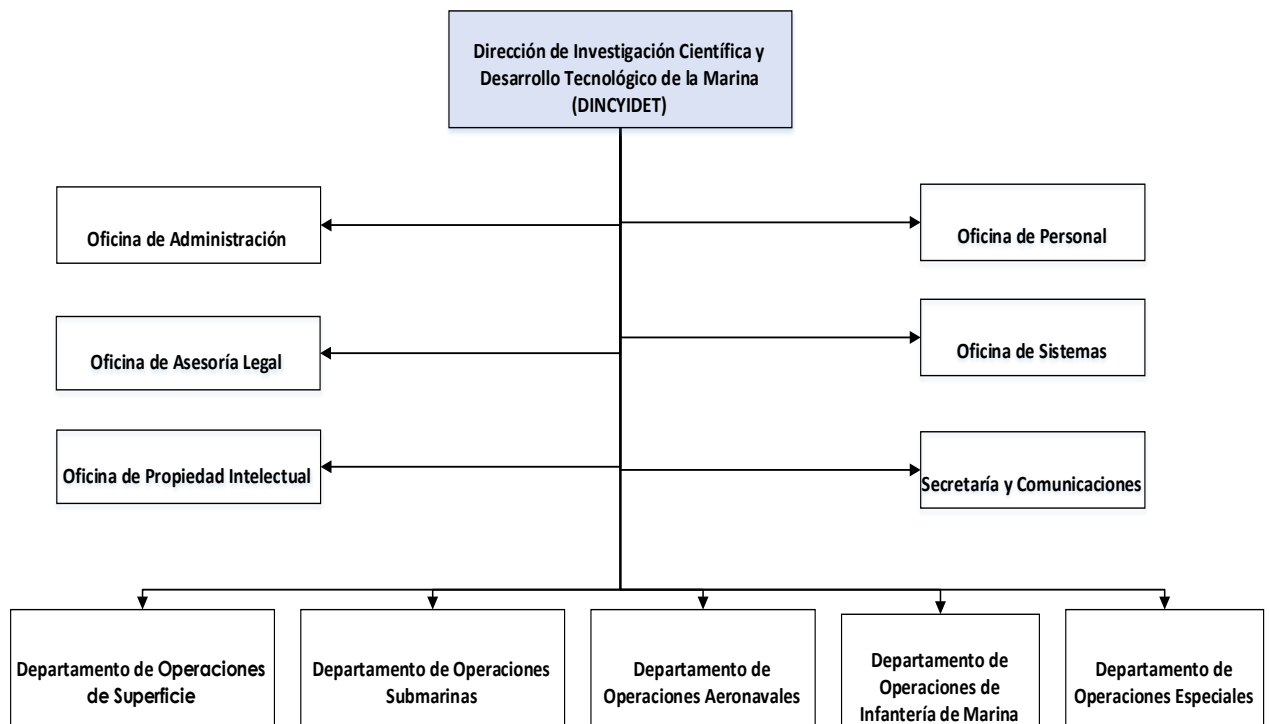 Dirección de Investigación Científica y
Desarrollo Tecnológico de la Marina
(DINCYIDET)
Oficina de Administración
Oficina de Personal
Oficina de Asesoría Legal
Oficina de Sistemas
Oficina de Propiedad Intelectual
Secretaría y Comunicaciones
Departamento de Operaciones
de Superficie
Departamento de Operaciones
Submarinas
Departamento de
Operaciones Aeronavales
Departamento de
Operaciones de
Infantería de Marina
Departamento de
Operaciones Especiales